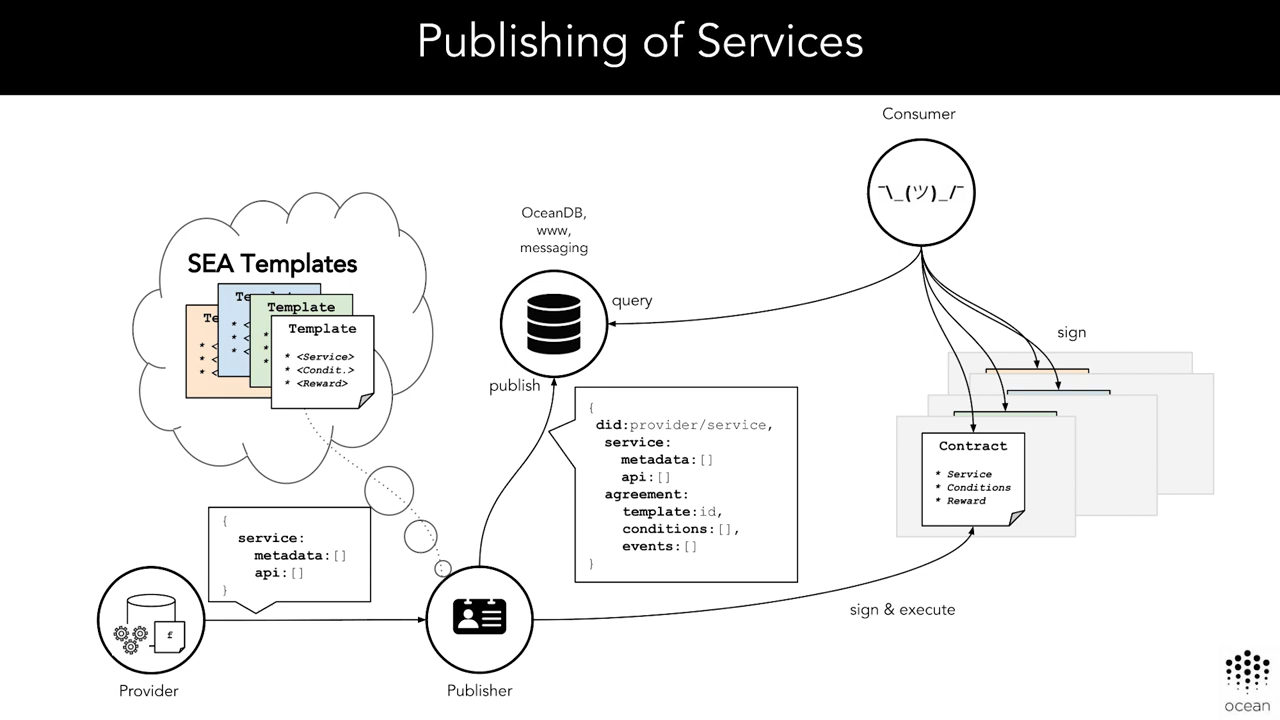 Publishing of Services
Consumer
¯\_(ツ)_/¯
OceanDB,
www,
messaging
query
publish
sign
SEA Templates
Template
* <Service>
* <Condit.>
* <Reward>
Template
{
did:provider/service,
service:
metadata:[]
api:[]
agreement:
template:id,
conditions:[],
events:[]
}
Contract
* Service
* Conditions
* Reward
{
service:
metadata:[]
api:[]
}
f
sign & execute
Provider
Publisher
ocean